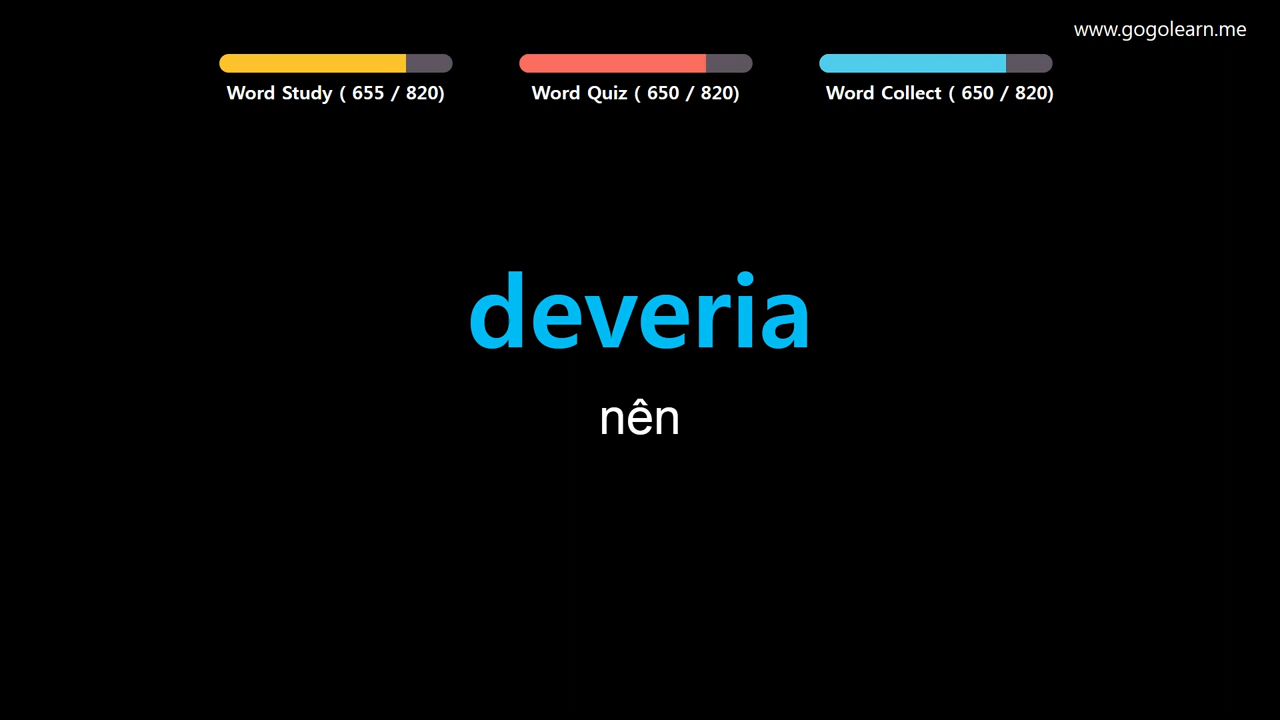 www.gogolearn.me
Word Study ( 655 / 820)
Word Quiz ( 650 / 820)
Word Collect ( 650 / 820)
deveria
nên